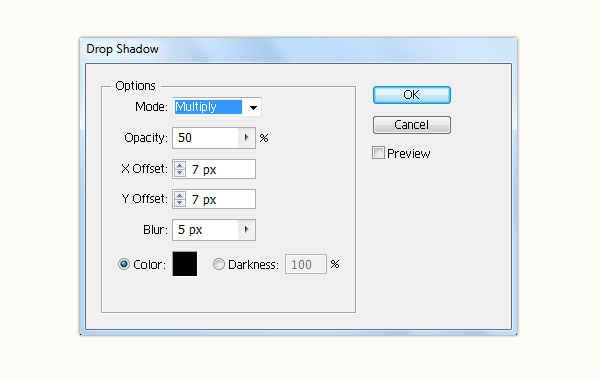 Drop Shadow
Options
Mode: Multiply
Opacity: 50 %
X Offset: 7 px
Y Offset: 7 px
Blur: 5 px
Color: Darkness: 100 %
OK
Cancel
Preview